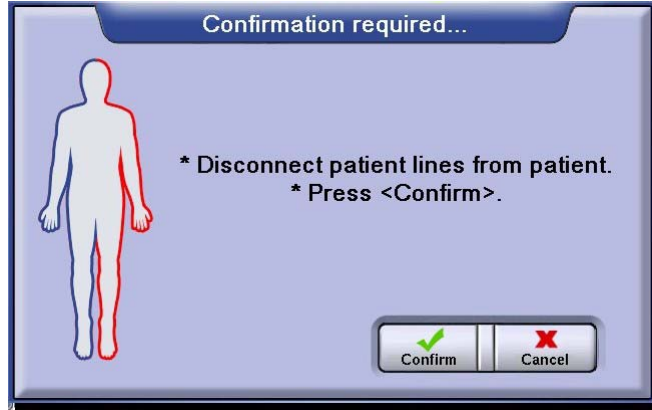 Confirmation required...
* Disconnect patient lines from patient.
* Press <Confirm>.
Confirm
Cancel